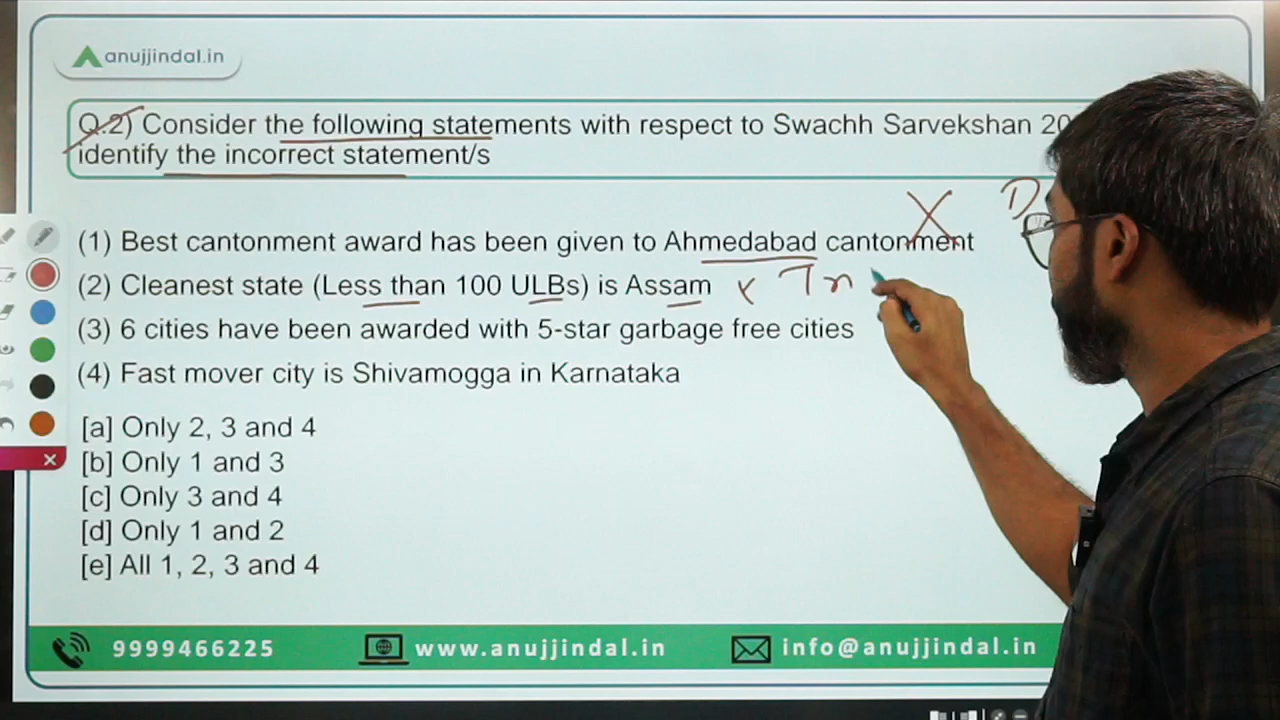 anujjindal.in
Q.2) Consider the following statements with respect to Swachh Sarvekshan 20
identify the incorrect statement/s
(1) Best cantonment award has been given to Ahmedabad cantonment X D
(2) Cleanest state (Less than 100 ULBs) is Assam x Tn
(3) 6 cities have been awarded with 5-star garbage free cities
(4) Fast mover city is Shivamogga in Karnataka
[a] Only 2, 3 and 4
[b] Only 1 and 3
[c] Only 3 and 4
[d] Only 1 and 2
[e] All 1, 2, 3 and 4
9999466225 www.anujjindal.in info@anujjindal.in